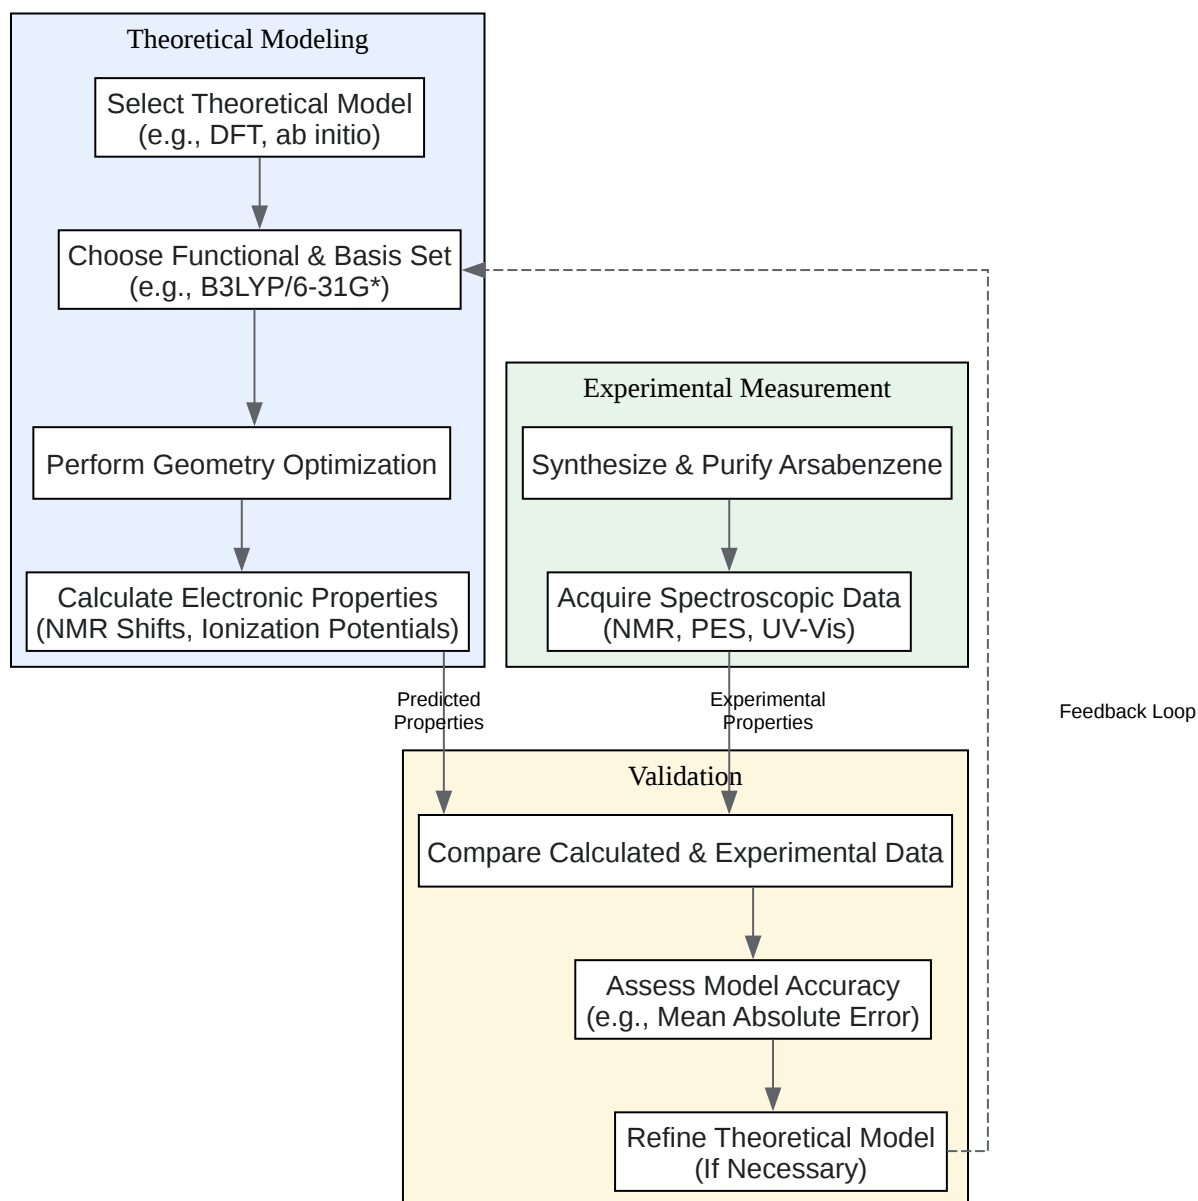 Theoretical Modeling
Select Theoretical Model
(e.g., DFT, ab initio)
Choose Functional & Basis Set
(e.g., B3LYP/6-31G*)
Perform Geometry Optimization
Calculate Electronic Properties
(NMR Shifts, Ionization Potentials)
Experimental Measurement
Synthesize & Purify Arsabenzene
Acquire Spectroscopic Data
(NMR, PES, UV-Vis)
Predicted
Properties
Experimental
Properties
Feedback Loop
Validation
Compare Calculated & Experimental Data
Assess Model Accuracy
(e.g., Mean Absolute Error)
Refine Theoretical Model
(If Necessary)